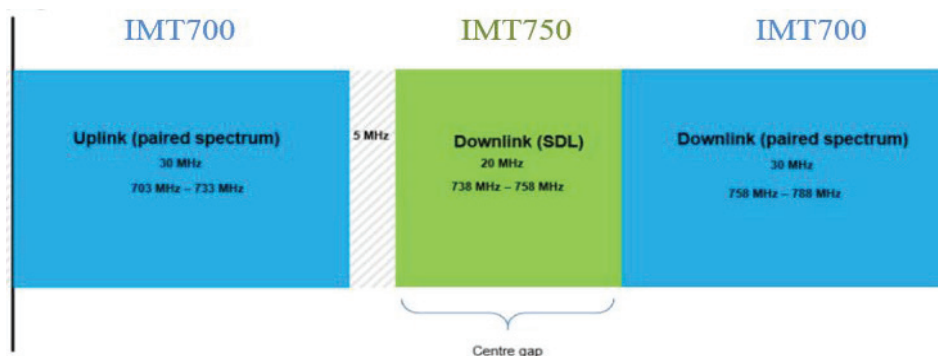 IMT700
IMT750
IMT700
Uplink (paired spectrum)
30 MHz
703 MHz – 733 MHz
5 MHz
Downlink (SDL)
20 MHz
738 MHz – 758 MHz
Downlink (paired spectrum)
30 MHz
758 MHz – 788 MHz
Centre gap